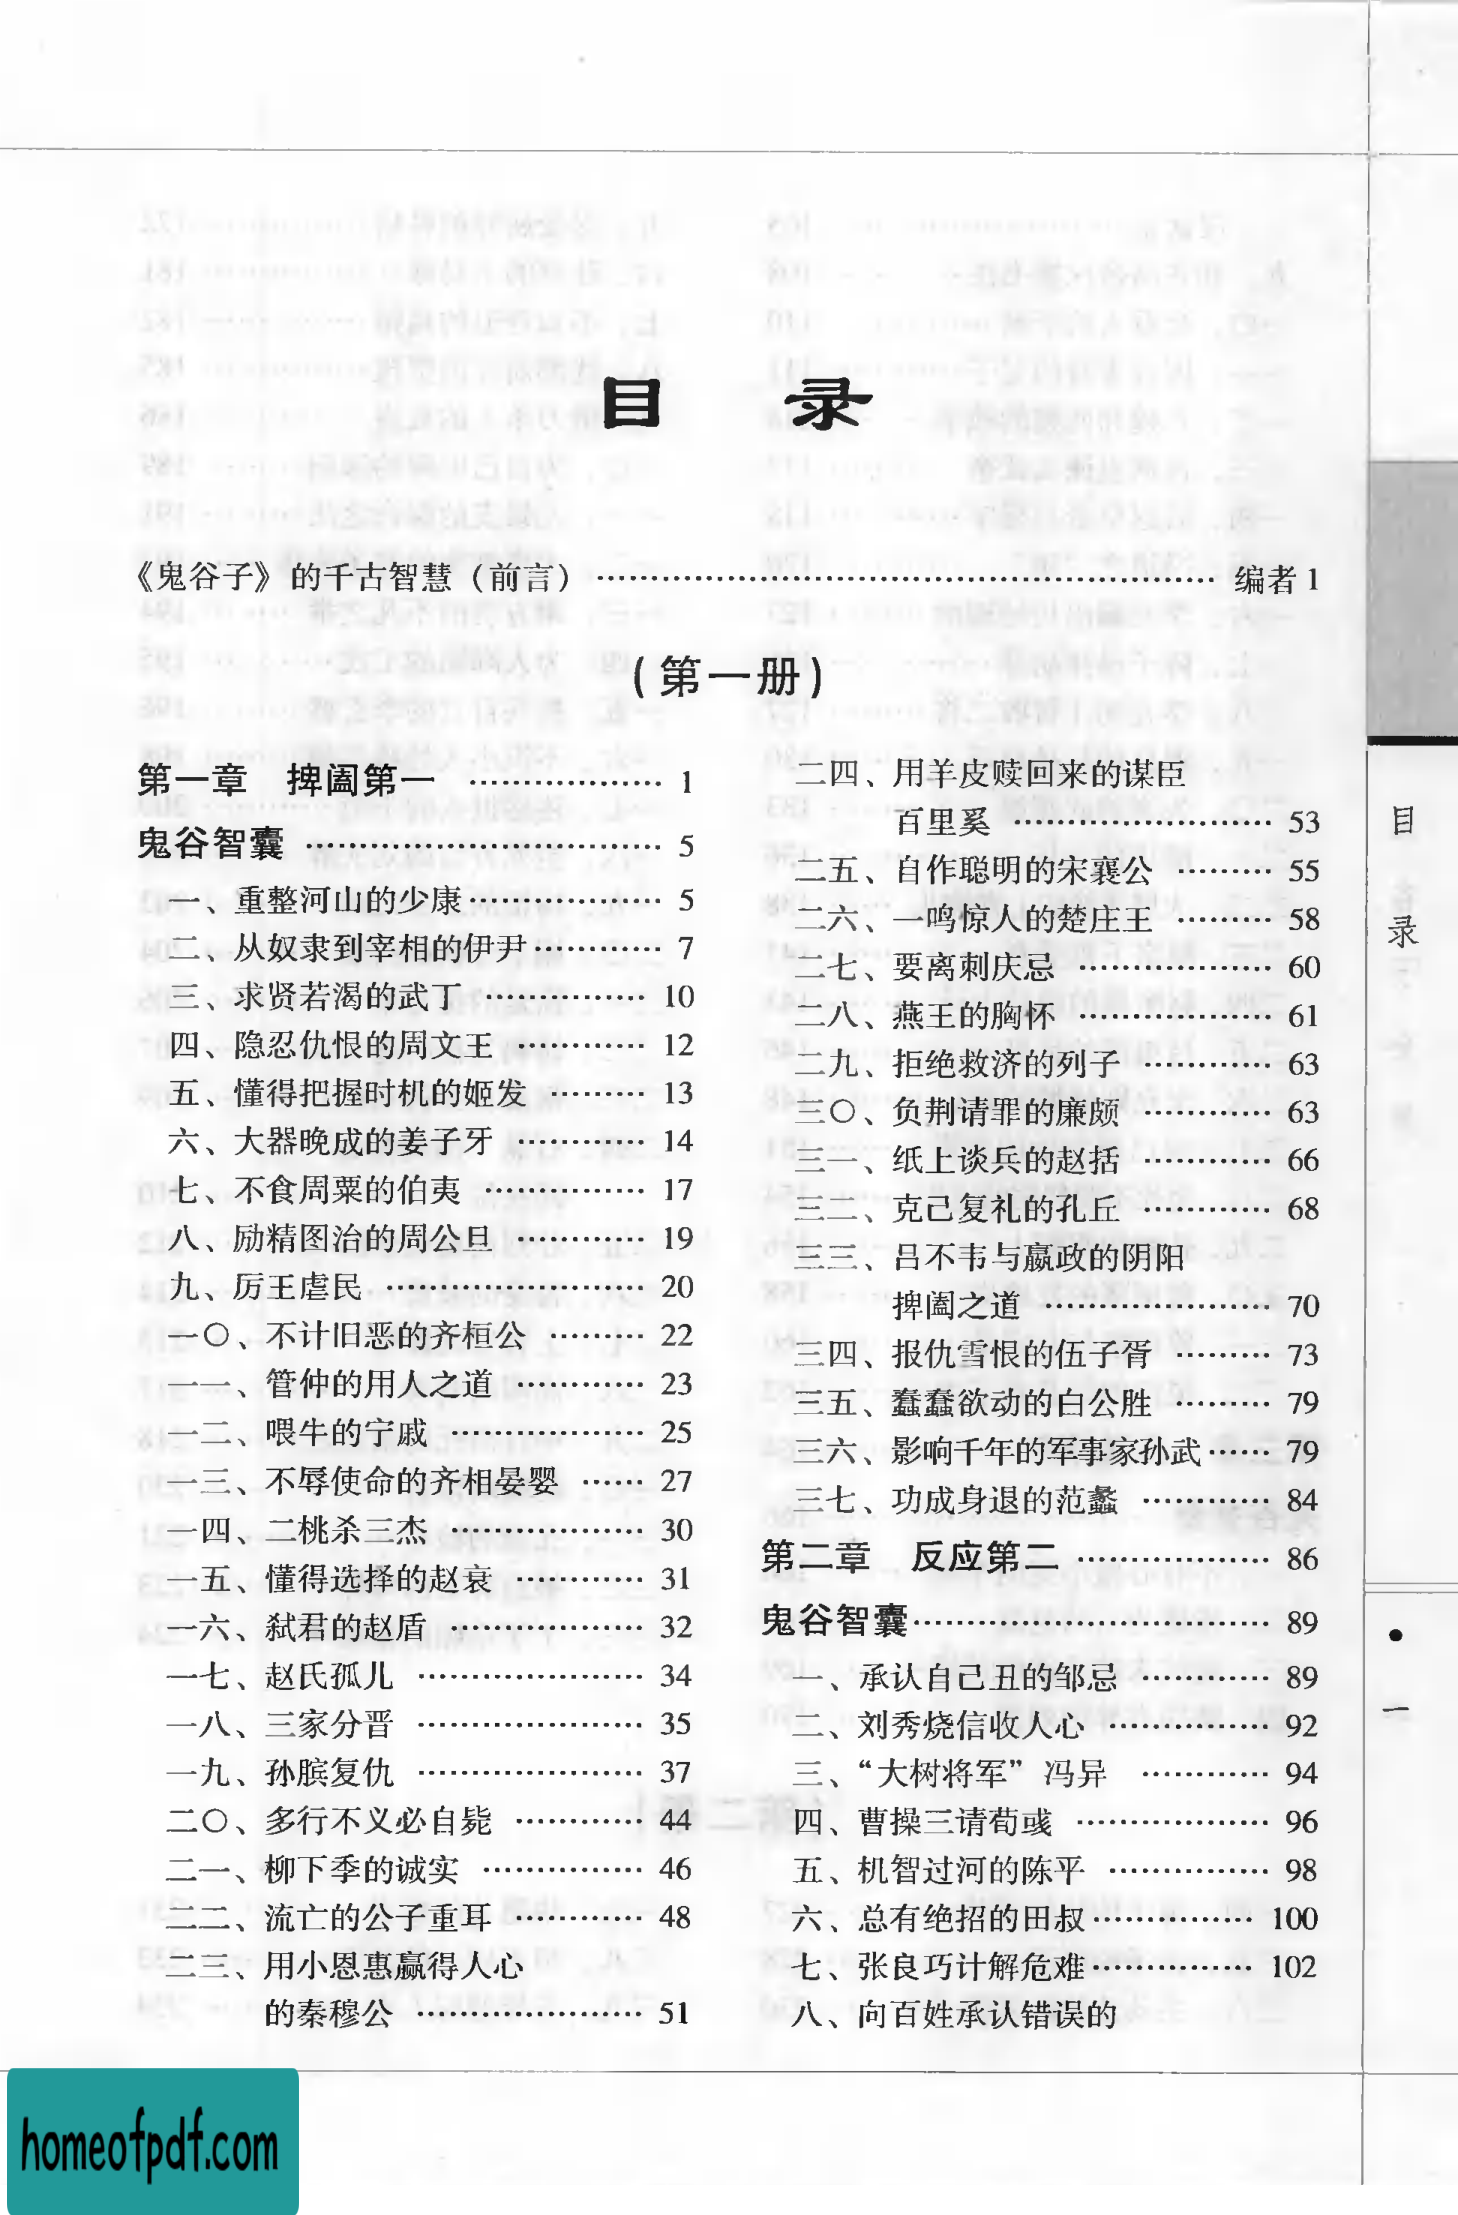 目 录
《鬼谷子》的千古智慧（前言） …………………………………………………… 编者 1
（第一册）
第一章 捭阖第一 ……………… 1
鬼谷智囊 …………………………… 5
一、重整河山的少康……………… 5
二、从奴隶到宰相的伊尹………… 7
三、求贤若渴的武丁 …………… 10
四、隐忍仇恨的周文王 ………… 12
五、懂得把握时机的姬发 ……… 13
六、大器晚成的姜子牙 ………… 14
七、不食周粟的伯夷 …………… 17
八、励精图治的周公旦 ………… 19
九、厉王虐民 …………………… 20
一〇、不计旧恶的齐桓公 ……… 22
一一、管仲的用人之道 ………… 23
一二、喂牛的宁戚 ……………… 25
一三、不辱使命的齐相晏婴 …… 27
一四、二桃杀三杰 ……………… 30
一五、懂得选择的赵衰 ………… 31
一六、弑君的赵盾 ……………… 32
一七、赵氏孤儿 ………………… 34
一八、三家分晋 ………………… 35
一九、孙膑复仇 ………………… 37
二〇、多行不义必自毙 ………… 44
二一、柳下季的诚实 …………… 46
二二、流亡的公子重耳 ………… 48
二三、用小恩惠赢得人心
的秦穆公 ………………… 51
二四、用羊皮赎回来的谋臣
百里奚 …………………… 53
二五、自作聪明的宋襄公 ……… 55
二六、一鸣惊人的楚庄王 ……… 58
二七、要离刺庆忌 ……………… 60
二八、燕王的胸怀 ……………… 61
二九、拒绝救济的列子 ………… 63
三〇、负荆请罪的廉颇 ………… 63
三一、纸上谈兵的赵括 ………… 66
三二、克己复礼的孔丘 ………… 68
三三、吕不韦与嬴政的阴阳
捭阖之道 ………………… 70
三四、报仇雪恨的伍子胥 ……… 73
三五、蠢蠢欲动的白公胜 ……… 79
三六、影响千年的军事家孙武…… 79
三七、功成身退的范蠡 ………… 84
第二章 反应第二 ……………… 86
鬼谷智囊…………………………… 89
一、承认自己丑的邹忌 ………… 89
二、刘秀烧信收人心 …………… 92
三、“大树将军”冯异 ………… 94
四、曹操三请荀彧 ……………… 96
五、机智过河的陈平 …………… 98
六、总有绝招的田叔…………… 100
七、张良巧计解危难…………… 102
八、向百姓承认错误的
目
录
•
一
homeofpdf.com